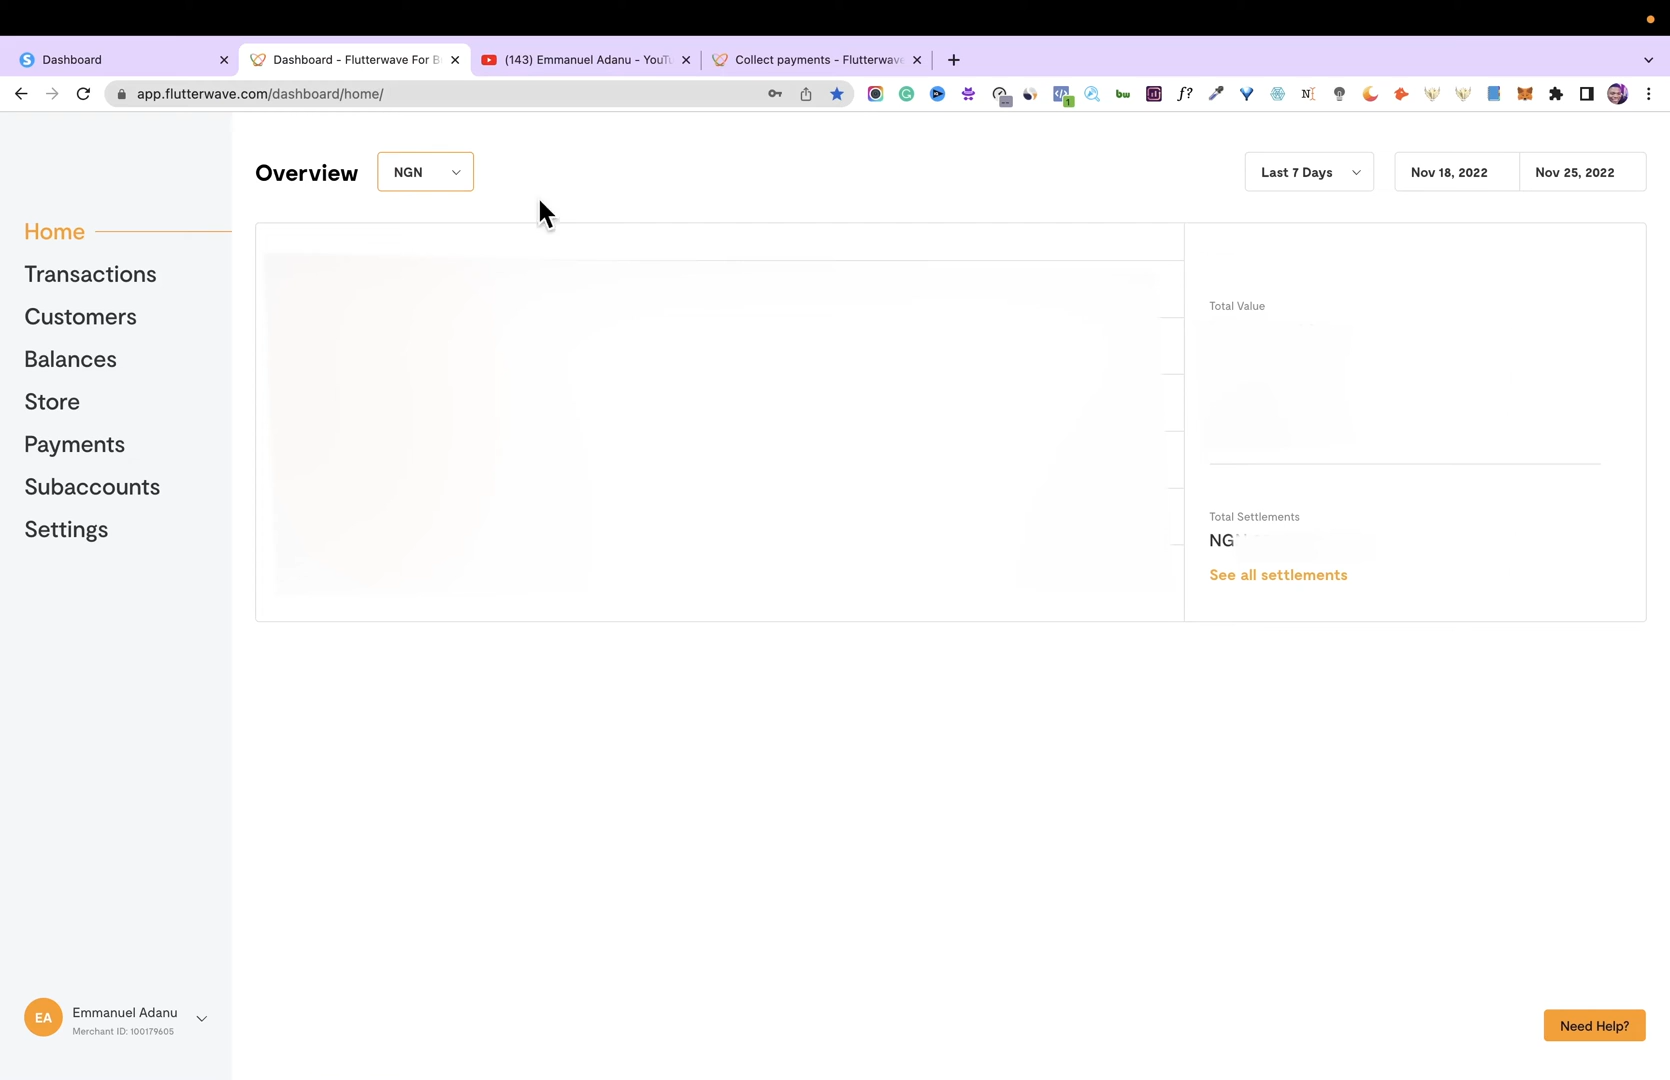 Dashboard
Dashboard - Flutterwave For B
(143) Emmanuel Adanu - YouTu
Collect payments - Flutterwave
app.flutterwave.com/dashboard/home/
Overview
NGN
Last 7 Days
Nov 18, 2022
Nov 25, 2022
Home
Transactions
Customers
Balances
Store
Payments
Subaccounts
Settings
Total Value
Total Settlements
NG
See all settlements
EA
Emmanuel Adanu
Merchant ID: 100179605
Need Help?